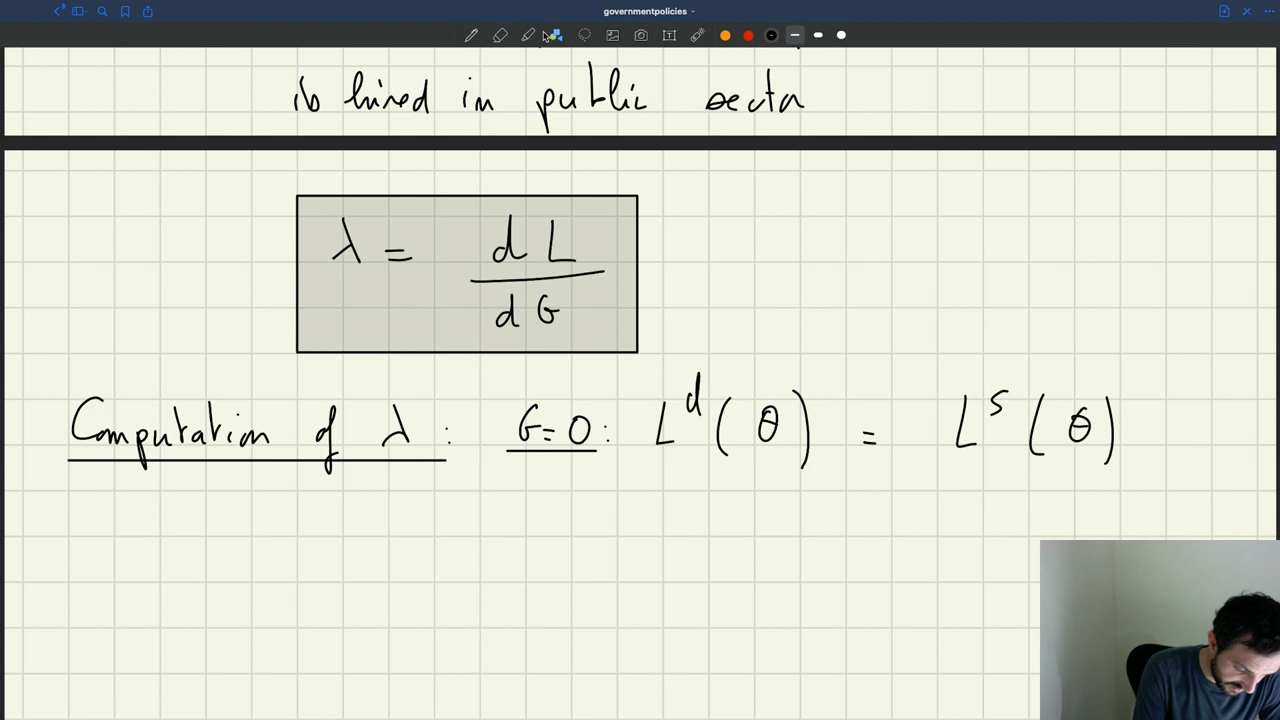 governmentpolicies
is hired in public sector
λ = dL / dG
Computation of λ : G=0 : L^d ( θ ) = L^s ( θ )